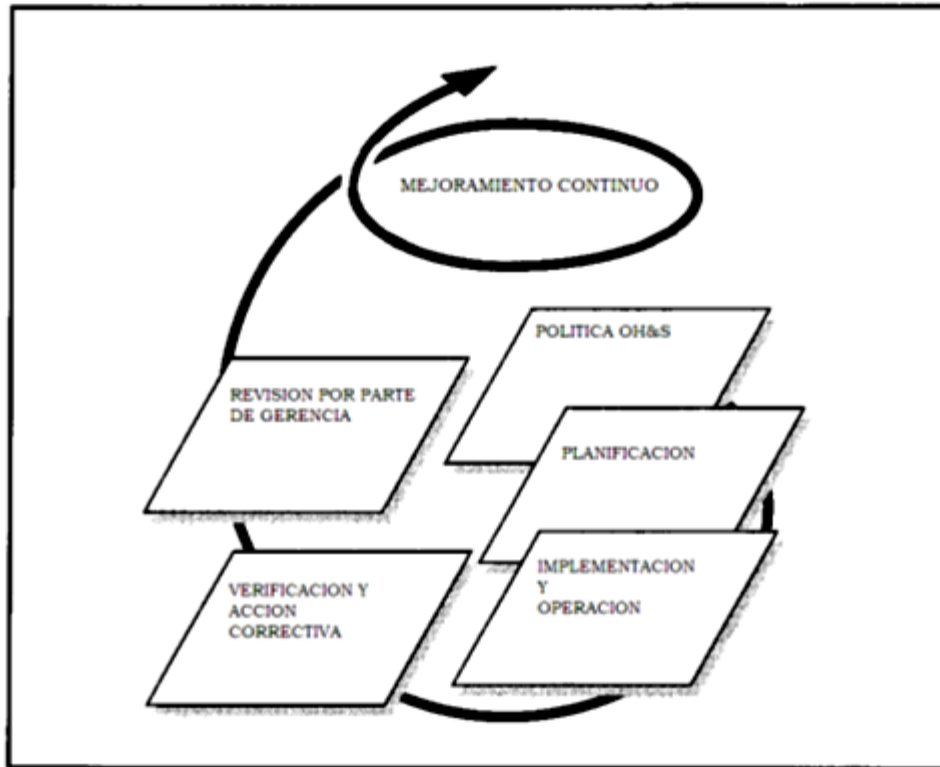 MEJORAMIENTO CONTINUO
POLITICA OH&S
REVISION POR PARTE
DE GERENCIA
PLANIFICACION
VERIFICACION Y
ACCION
CORRECTIVA
IMPLEMENTACION
Y
OPERACION